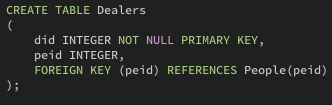 CREATE TABLE Dealers
(
    did INTEGER NOT NULL PRIMARY KEY,
    peid INTEGER,
    FOREIGN KEY (peid) REFERENCES People(peid)
);